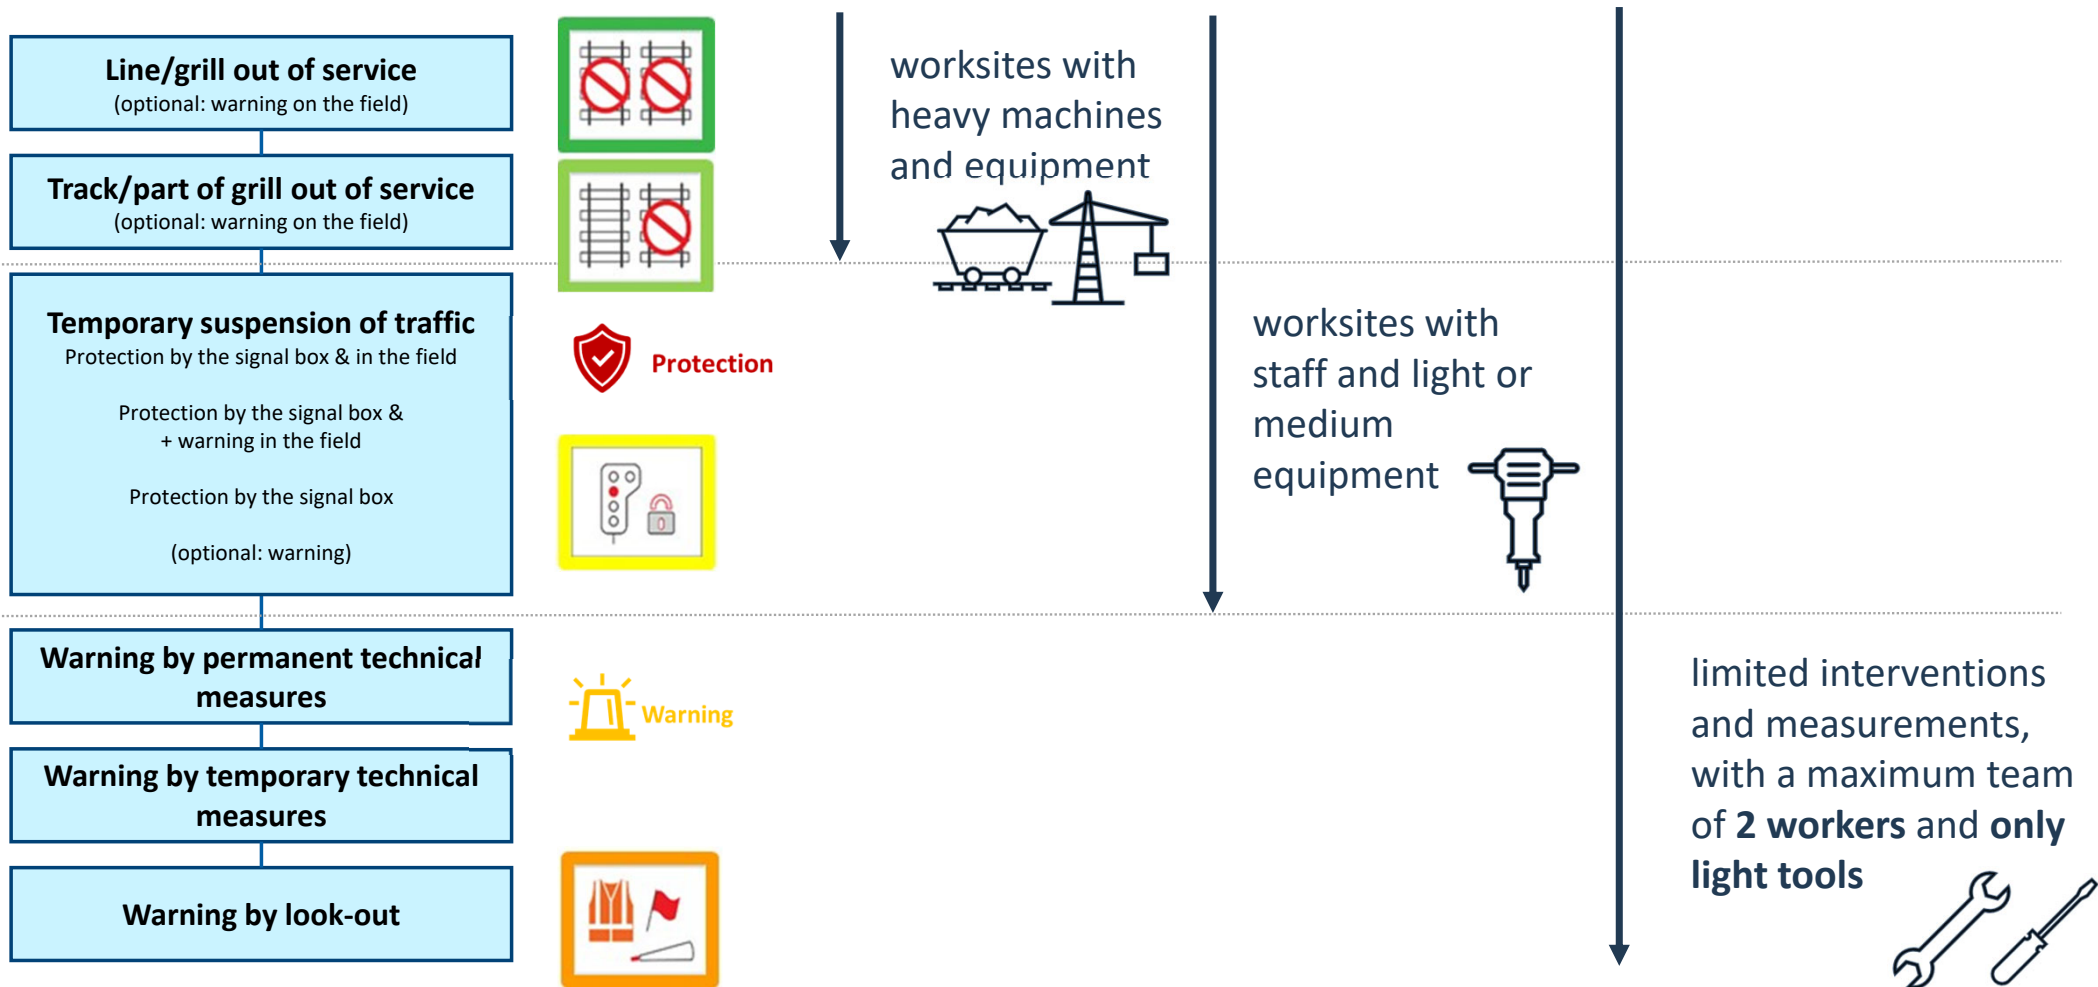 Line/grill out of service
(optional: warning on the field)
Track/part of grill out of service
(optional: warning on the field)
Temporary suspension of traffic
Protection by the signal box & in the field
Protection by the signal box &
+ warning in the field
Protection by the signal box
(optional: warning)
Warning by permanent technical
measures
Warning by temporary technical
measures
Warning by look-out
Protection
Warning
worksites with
heavy machines
and equipment
worksites with
staff and light or
medium
equipment
limited interventions
and measurements,
with a maximum team
of 2 workers and only
light tools